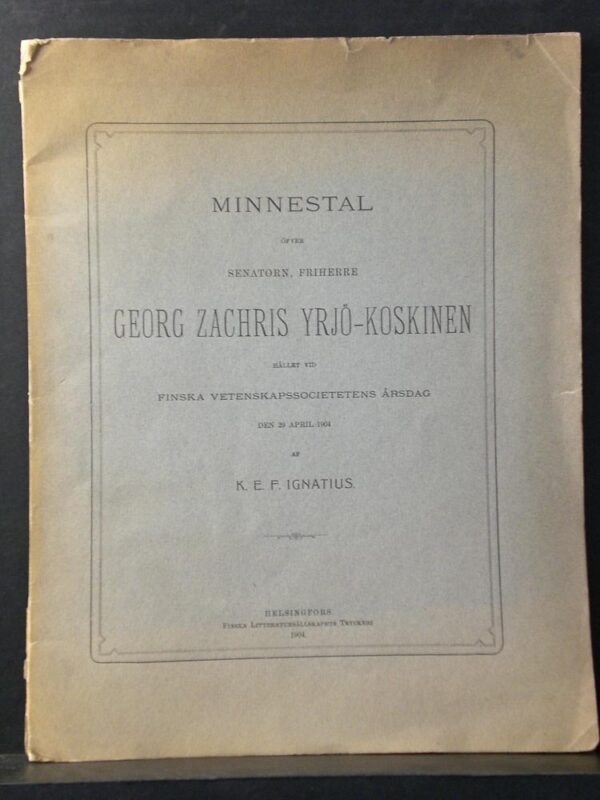 MINNESTAL
ÖFVER
SENATORN, FRIHERRE
GEORG ZACHRIS YRJÖ-KOSKINEN
HÅLLET VID
FINSKA VETENSKAPSSOCIETETENS ÅRSDAG
DEN 29 APRIL 1904
AF
K. E. F. IGNATIUS.
HELSINGFORS.
FINSKA LITTERATURSÄLLSKAPETS TRYCKERI
1904.